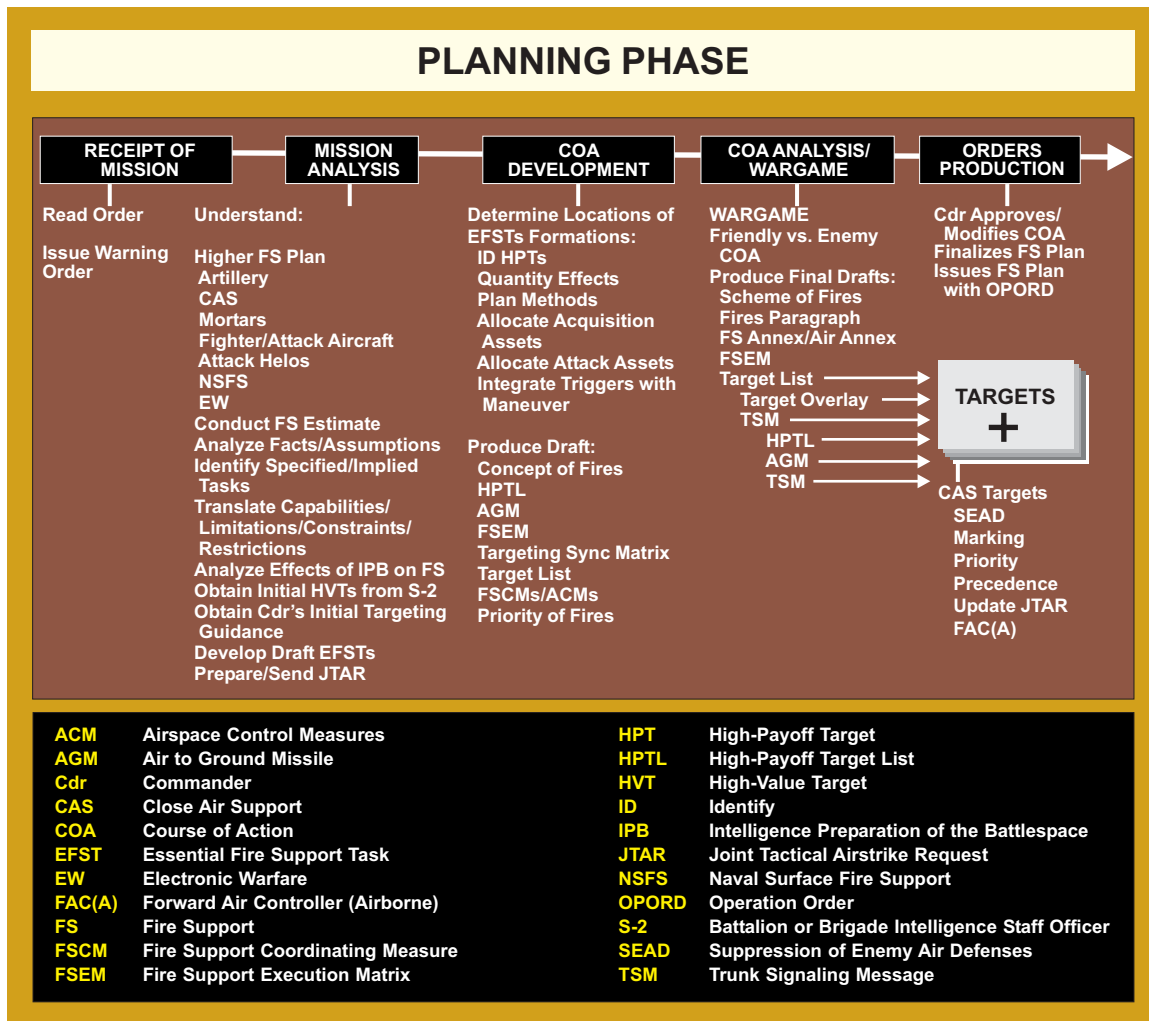 PLANNING PHASE
RECEIPT OF
MISSION
Read Order
Issue Warning
Order
MISSION
ANALYSIS
Understand:
Higher FS Plan
Artillery
CAS
Mortars
Fighter/Attack Aircraft
Attack Helos
NSFS
EW
Conduct FS Estimate
Analyze Facts/Assumptions
Identify Specified/Implied
Tasks
Translate Capabilities/
Limitations/Constraints/
Restrictions
Analyze Effects of IPB on FS
Obtain Initial HVTs from S-2
Obtain Cdr's Initial Targeting
Guidance
Develop Draft EFSTs
Prepare/Send JTAR
COA
DEVELOPMENT
Determine Locations of
EFSTs Formations:
ID HPTs
Quantity Effects
Plan Methods
Allocate Acquisition
Assets
Allocate Attack Assets
Integrate Triggers with
Maneuver
Produce Draft:
Concept of Fires
HPTL
AGM
FSEM
Targeting Sync Matrix
Target List
FSCMs/ACMs
Priority of Fires
COA ANALYSIS/
WARGAME
WARGAME
Friendly vs. Enemy
COA
Produce Final Drafts:
Scheme of Fires
Fires Paragraph
FS Annex/Air Annex
FSEM
Target List
Target Overlay
TSM
HPTL
AGM
TSM
ORDERS
PRODUCTION
Cdr Approves/
Modifies COA
Finalizes FS Plan
Issues FS Plan
with OPORD
TARGETS
+
CAS Targets
SEAD
Marking
Priority
Precedence
Update JTAR
FAC(A)
ACM Airspace Control Measures
AGM Air to Ground Missile
Cdr Commander
CAS Close Air Support
COA Course of Action
EFST Essential Fire Support Task
EW Electronic Warfare
FAC(A) Forward Air Controller (Airborne)
FS Fire Support
FSCM Fire Support Coordinating Measure
FSEM Fire Support Execution Matrix
HPT High-Payoff Target
HPTL High-Payoff Target List
HVT High-Value Target
ID Identify
IPB Intelligence Preparation of the Battlespace
JTAR Joint Tactical Airstrike Request
NSFS Naval Surface Fire Support
OPORD Operation Order
S-2 Battalion or Brigade Intelligence Staff Officer
SEAD Suppression of Enemy Air Defenses
TSM Trunk Signaling Message